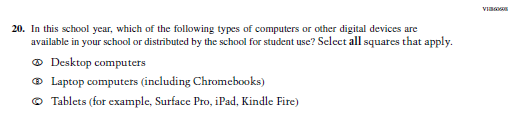 20. In this school year, which of the following types of computers or other digital devices are
available in your school or distributed by the school for student use? Select all squares that apply.
A Desktop computers
B Laptop computers (including Chromebooks)
C Tablets (for example, Surface Pro, iPad, Kindle Fire)